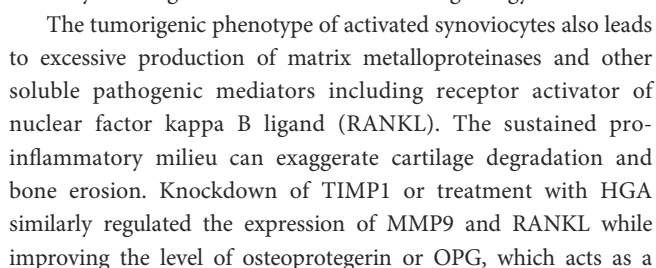 The tumorigenic phenotype of activated synoviocytes also leads
to excessive production of matrix metalloproteinases and other
soluble pathogenic mediators including receptor activator of
nuclear factor kappa B ligand (RANKL). The sustained pro-
inflammatory milieu can exaggerate cartilage degradation and
bone erosion. Knockdown of TIMP1 or treatment with HGA
similarly regulated the expression of MMP9 and RANKL while
improving the level of osteoprotegerin or OPG, which acts as a